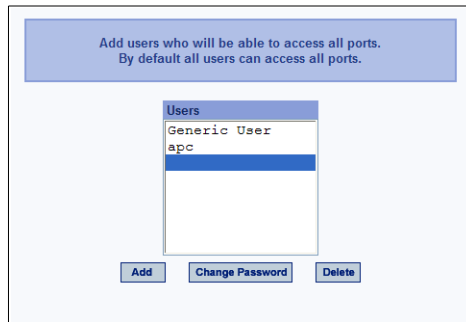 Add users who will be able to access all ports.
By default all users can access all ports.
Users
Generic User
apc
Add Change Password Delete